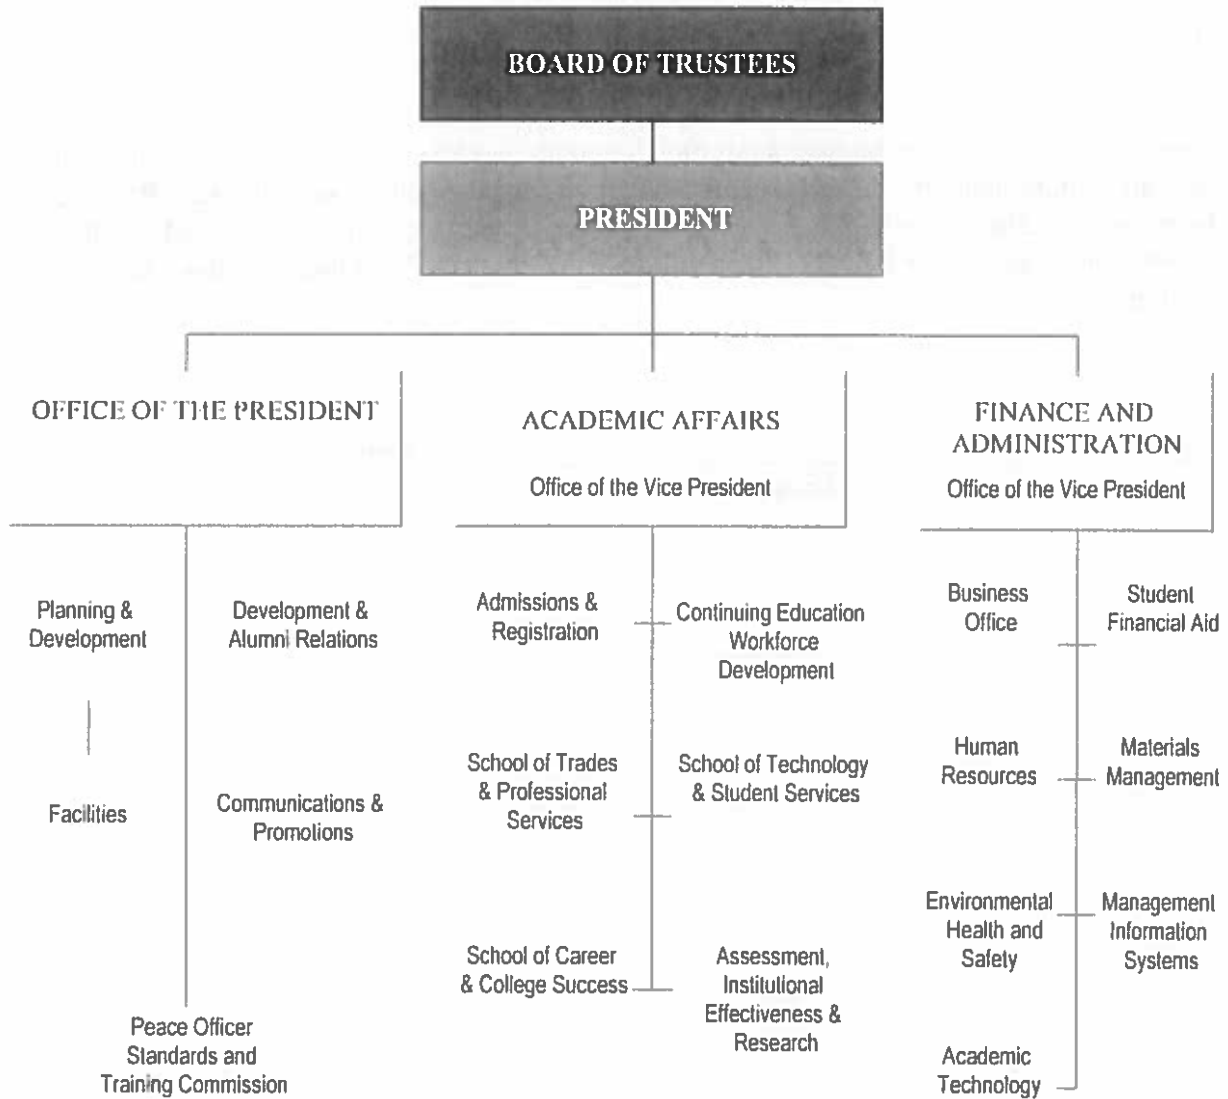 BOARD OF TRUSTEES
PRESIDENT
OFFICE OF THE PRESIDENT
Planning &
Development
Development &
Alumni Relations
Facilities
Communications &
Promotions
Peace Officer
Standards and
Training Commission
ACADEMIC AFFAIRS
Office of the Vice President
Admissions &
Registration
Continuing Education
Workforce
Development
School of Trades
& Professional
Services
School of Technology
& Student Services
School of Career
& College Success
Assessment,
Institutional
Effectiveness &
Research
FINANCE AND
ADMINISTRATION
Office of the Vice President
Business
Office
Student
Financial Aid
Human
Resources
Materials
Management
Environmental
Health and
Safety
Management
Information
Systems
Academic
Technology